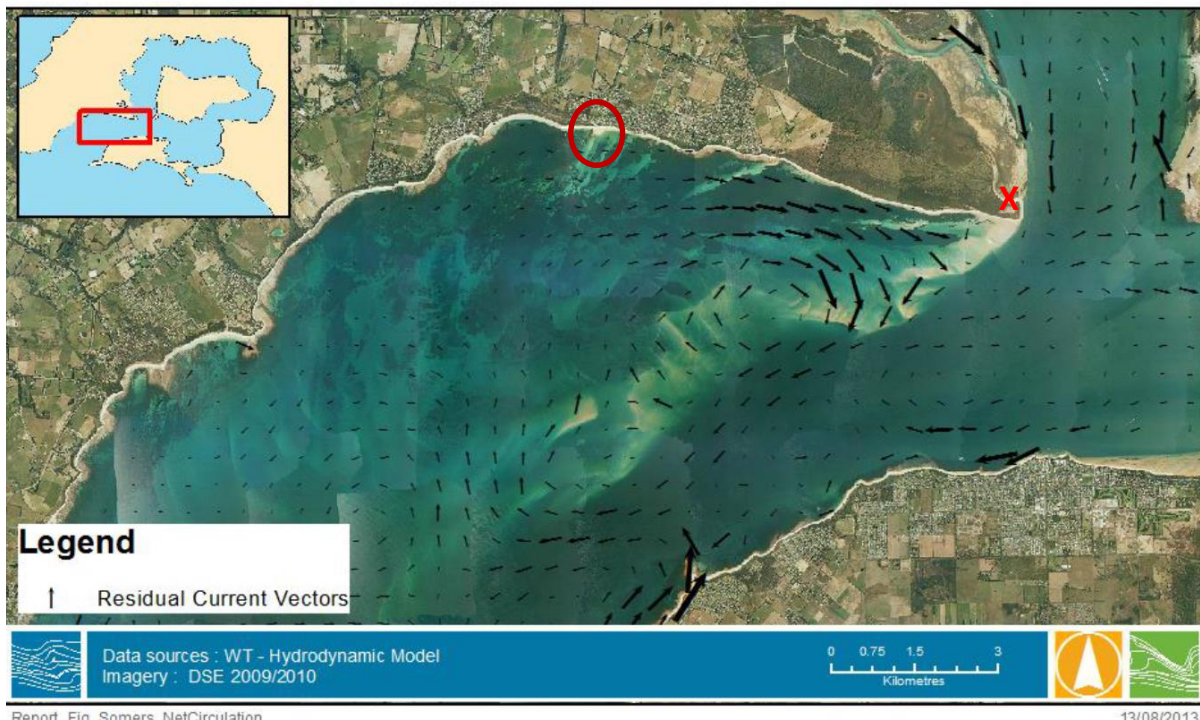 X
Legend
Residual Current Vectors
Data sources : WT - Hydrodynamic Model
Imagery : DSE 2009/2010
0 0.75 1.5 3
Kilometres
Report_Fig_Somers_NetCirculation
13/08/2013